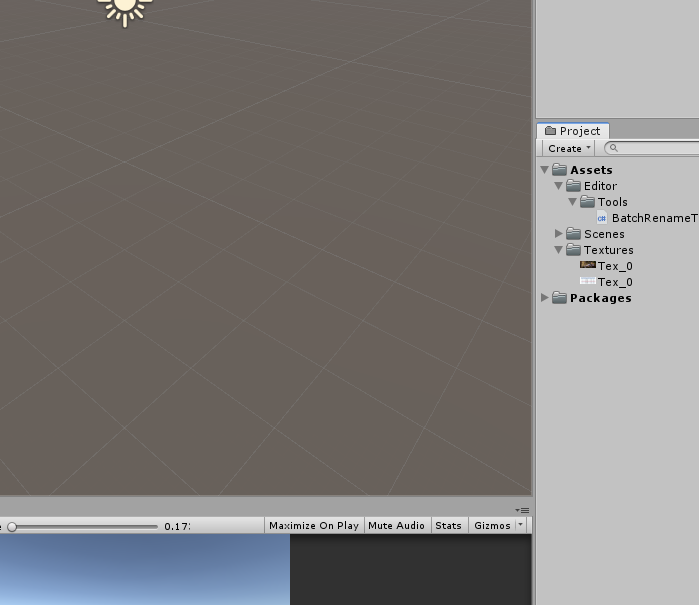 Project
Create
Assets
Editor
Tools
BatchRenameT
Scenes
Textures
Tex_0
Tex_0
Packages
0.17
Maximize On Play
Mute Audio
Stats
Gizmos